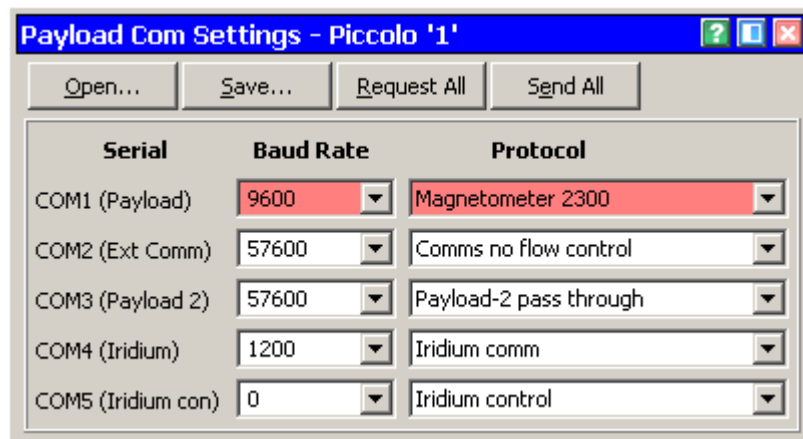 Payload Com Settings - Piccolo '1'
Open... Save... Request All Send All
Serial Baud Rate Protocol
COM1 (Payload) 9600 Magnetometer 2300
COM2 (Ext Comm) 57600 Comms no flow control
COM3 (Payload 2) 57600 Payload-2 pass through
COM4 (Iridium) 1200 Iridium comm
COM5 (Iridium con) 0 Iridium control